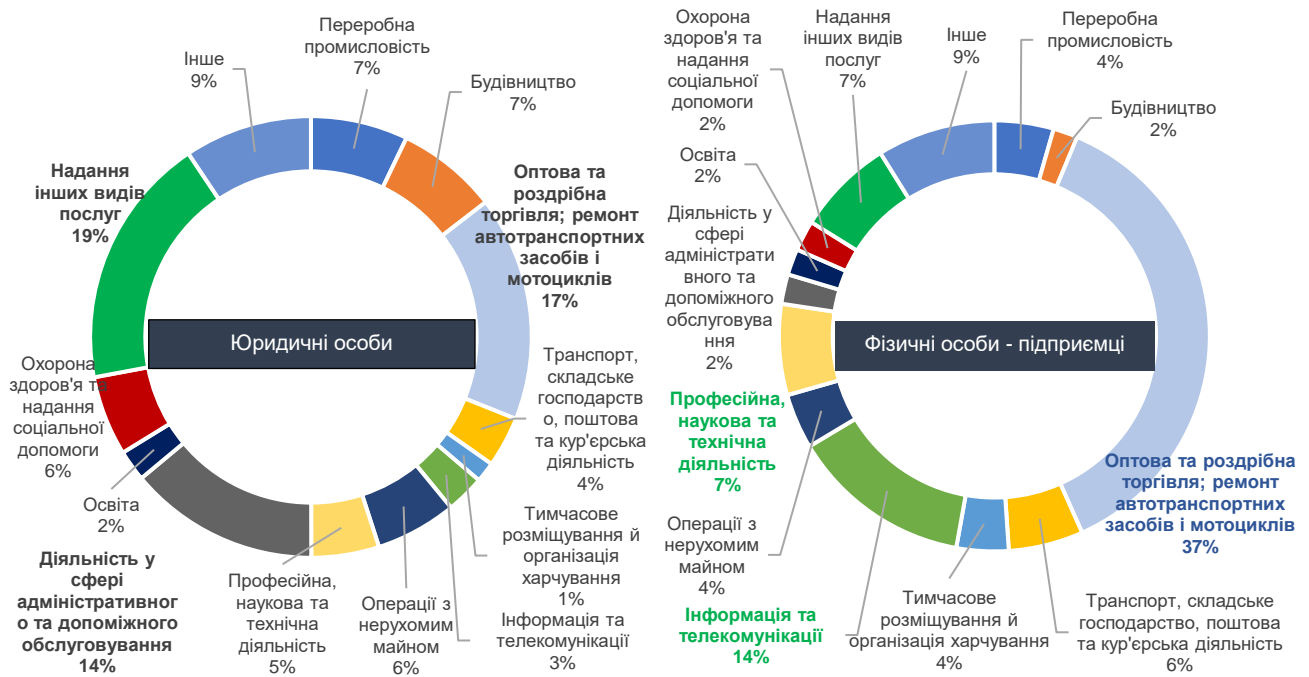 Переробна
промисловість
7%
Будівництво
7%
Оптова та
роздрібна
торгівля; ремонт
автотранспортних
засобів і
мотоциклів
17%
Транспорт,
складське
господарств
о, поштова
та кур'єрська
діяльність
4%
Тимчасове
розміщування й
організація
харчування
1%
Інформація та
телекомунікації
3%
Операції з
нерухомим
майном
6%
Професійна,
наукова та
технічна
діяльність
5%
Діяльність у
сфері
адміністративног
о та допоміжного
обслуговування
14%
Освіта
2%
Охорона
здоров'я та
надання
соціальної
допомоги
6%
Надання
інших видів
послуг
19%
Інше
9%
Юридичні особи
Переробна
промисловість
4%
Будівництво
2%
Оптова та роздрібна
торгівля; ремонт
автотранспортних
засобів і мотоциклів
37%
Транспорт, складське
господарство, поштова
та кур'єрська діяльність
6%
Тимчасове
розміщування й
організація харчування
4%
Інформація та
телекомунікації
14%
Операції з
нерухомим
майном
4%
Професійна,
наукова та
технічна
діяльність
7%
Діяльність у
сфері
адміністрати
вного та
допоміжного
обслуговува
ння
2%
Освіта
2%
Охорона
здоров'я та
надання
соціальної
допомоги
2%
Надання
інших видів
послуг
7%
Інше
9%
Фізичні особи - підприємці